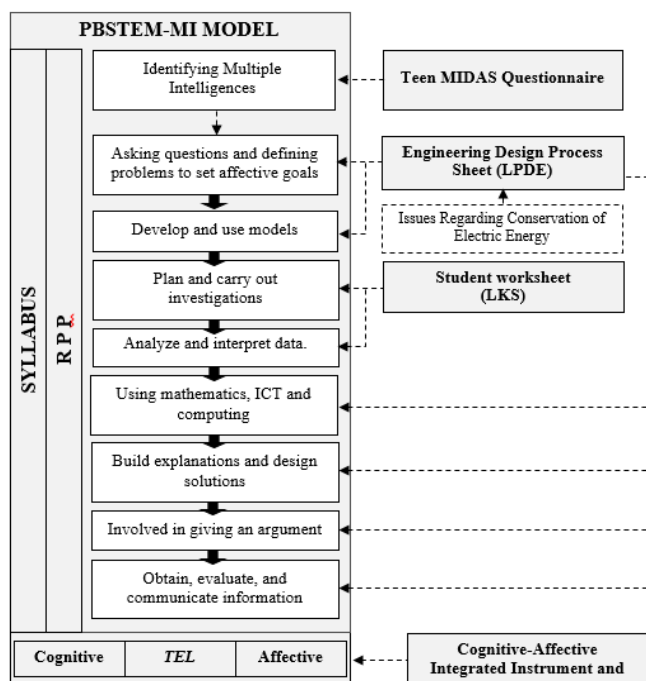 PBSTEM-MI MODEL
SYLLABUS
R P P
Identifying Multiple
Intelligences
Teen MIDAS Questionnaire
Asking questions and defining
problems to set affective goals
Engineering Design Process
Sheet (LPDE)
Issues Regarding Conservation of
Electric Energy
Develop and use models
Plan and carry out
investigations
Student worksheet
(LKS)
Analyze and interpret data.
Using mathematics, ICT and
computing
Build explanations and design
solutions
Involved in giving an argument
Obtain, evaluate, and
communicate information
Cognitive
TEL
Affective
Cognitive-Affective
Integrated Instrument and